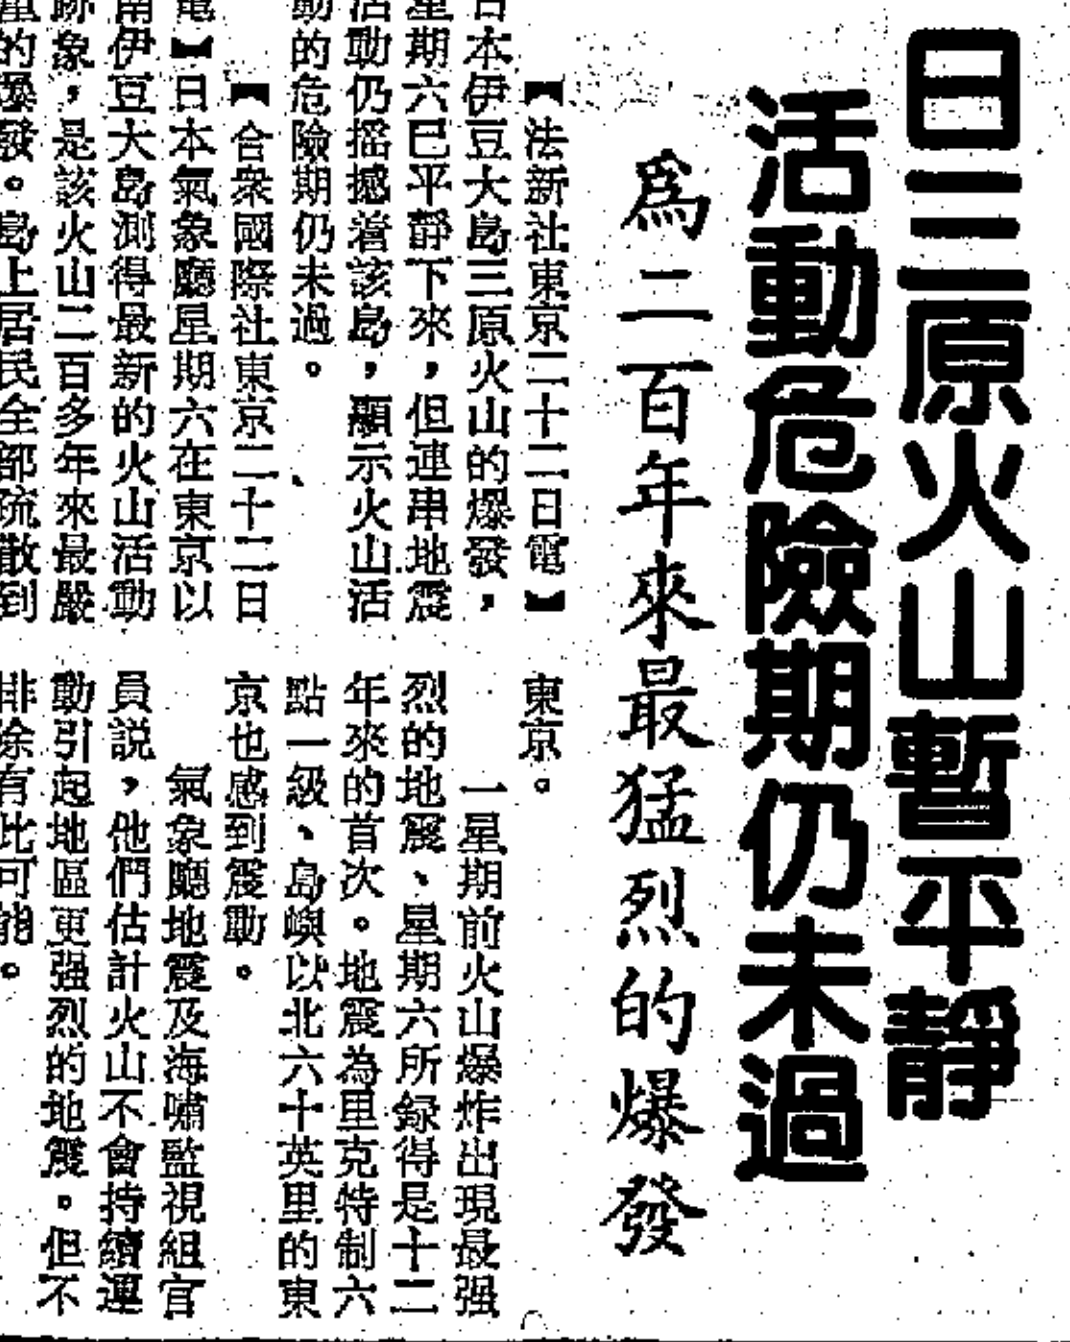 日三原火山暫平靜
活動危險期仍未過
爲二百年來最猛烈的爆發
【法新社東京二十二日電】
日本伊豆大島三原火山的爆發，
星期六巳平靜下來，但連串地震
活動仍摇撼着該島，顯示火山活
動的危險期仍未過。
【合衆國際社東京二十二日
電】日本氣象廳星期六在東京以
南伊豆大島測得最新的火山活動
跡象，是該火山二百多年來最嚴
重的爆發。島上居民全部疏散到
東京。
一星期前火山爆炸出現最强
烈的地震、星期六所録得是十二
年來的首次。地震為里克特制六
點一級、島嶼以北六十英里的東
京也感到震動。
氣象廳地震及海嘯監視組官
員説，他們估計火山不會持續運
動引起地區更强烈的地震。但不
排除有此可能。